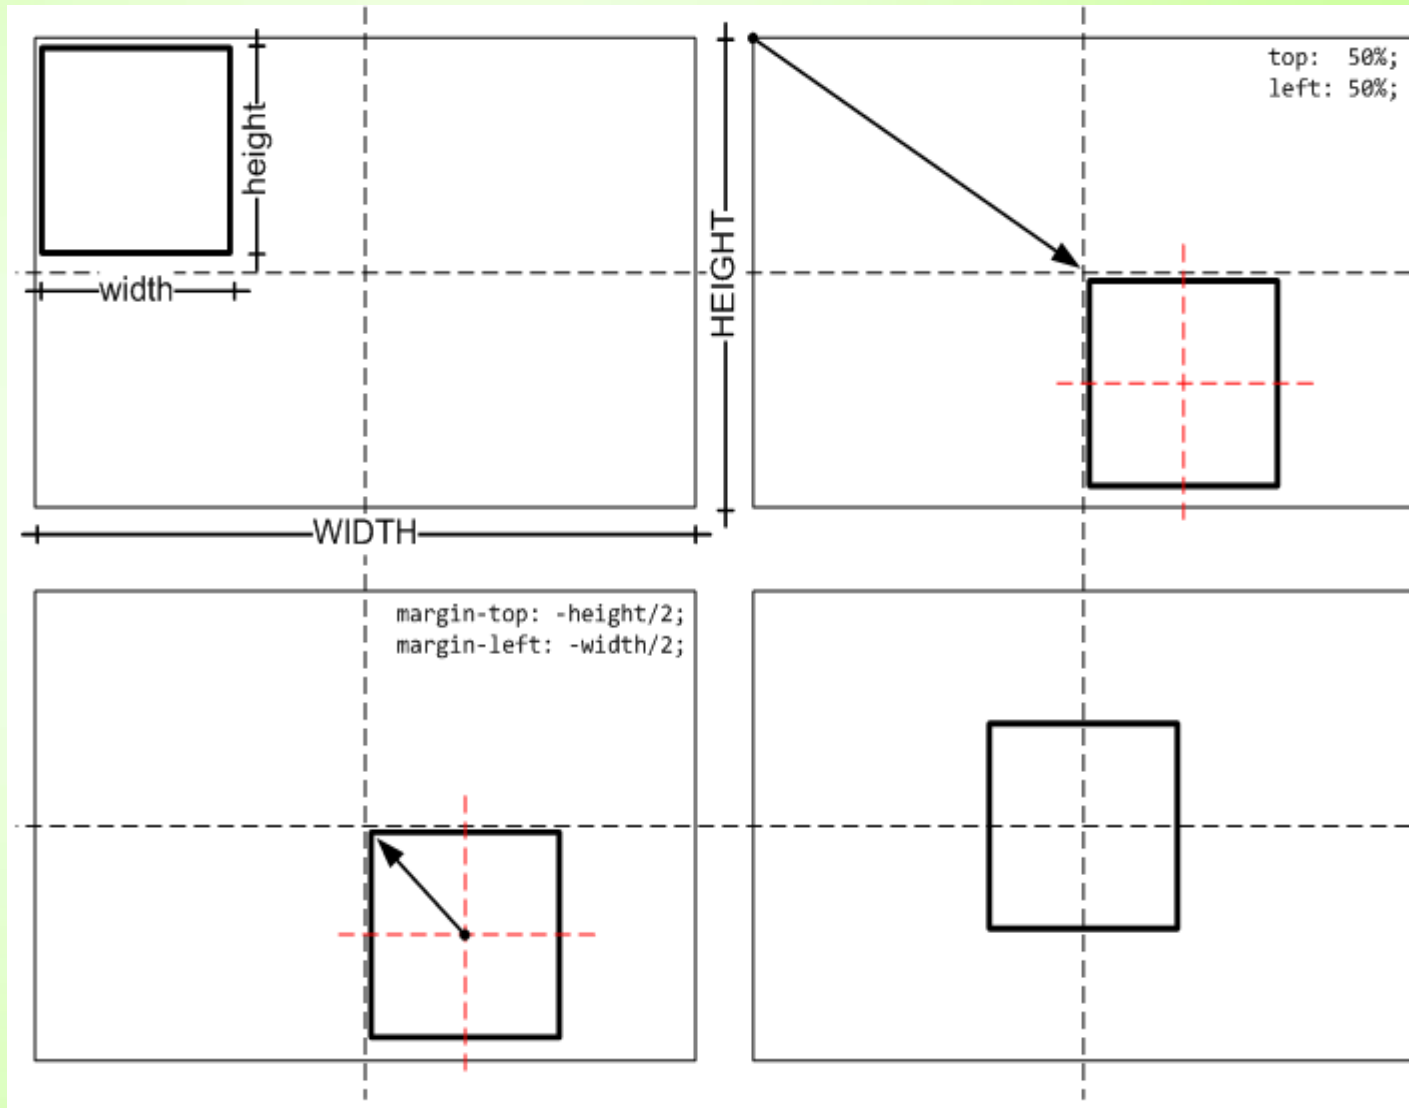 height
width
HEIGHT
WIDTH
top:  50%;
left: 50%;
margin-top: -height/2;
margin-left: -width/2;